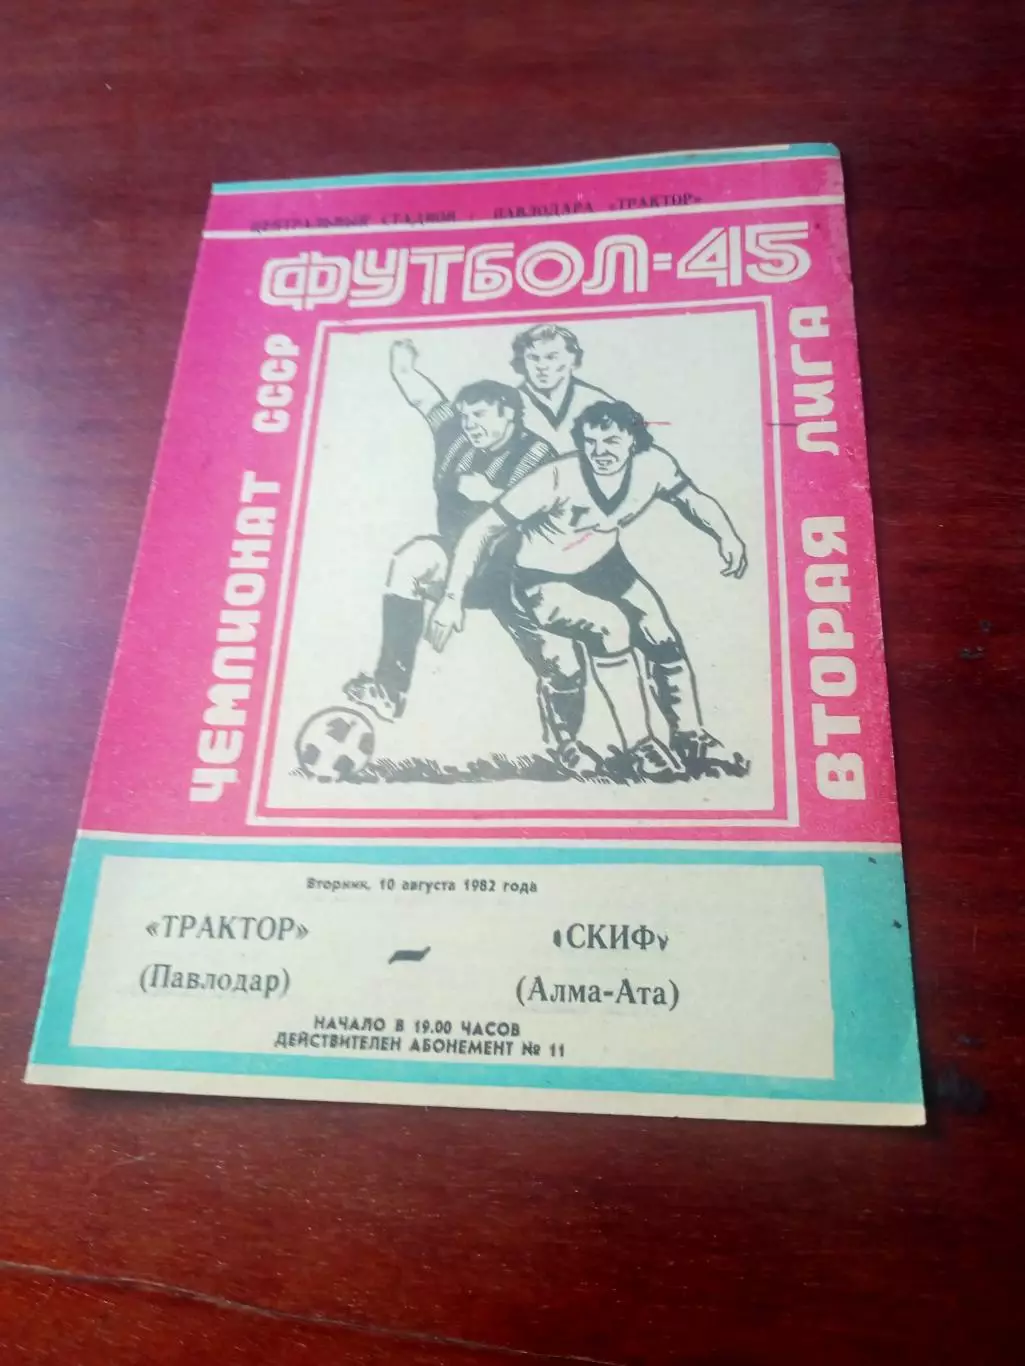 ЦЕНТРАЛЬНЫЙ СТАДИОН г. ПАВЛОДАРА «ТРАКТОР»
ФУТБОЛ-45
ЧЕМПИОНАТ СССР
ВТОРАЯ ЛИГА
Вторник, 10 августа 1982 года
«ТРАКТОР» - «СКИФ»
(Павлодар) (Алма-Ата)
НАЧАЛО В 19.00 ЧАСОВ
ДЕЙСТВИТЕЛЕН АБОНЕМЕНТ № 11